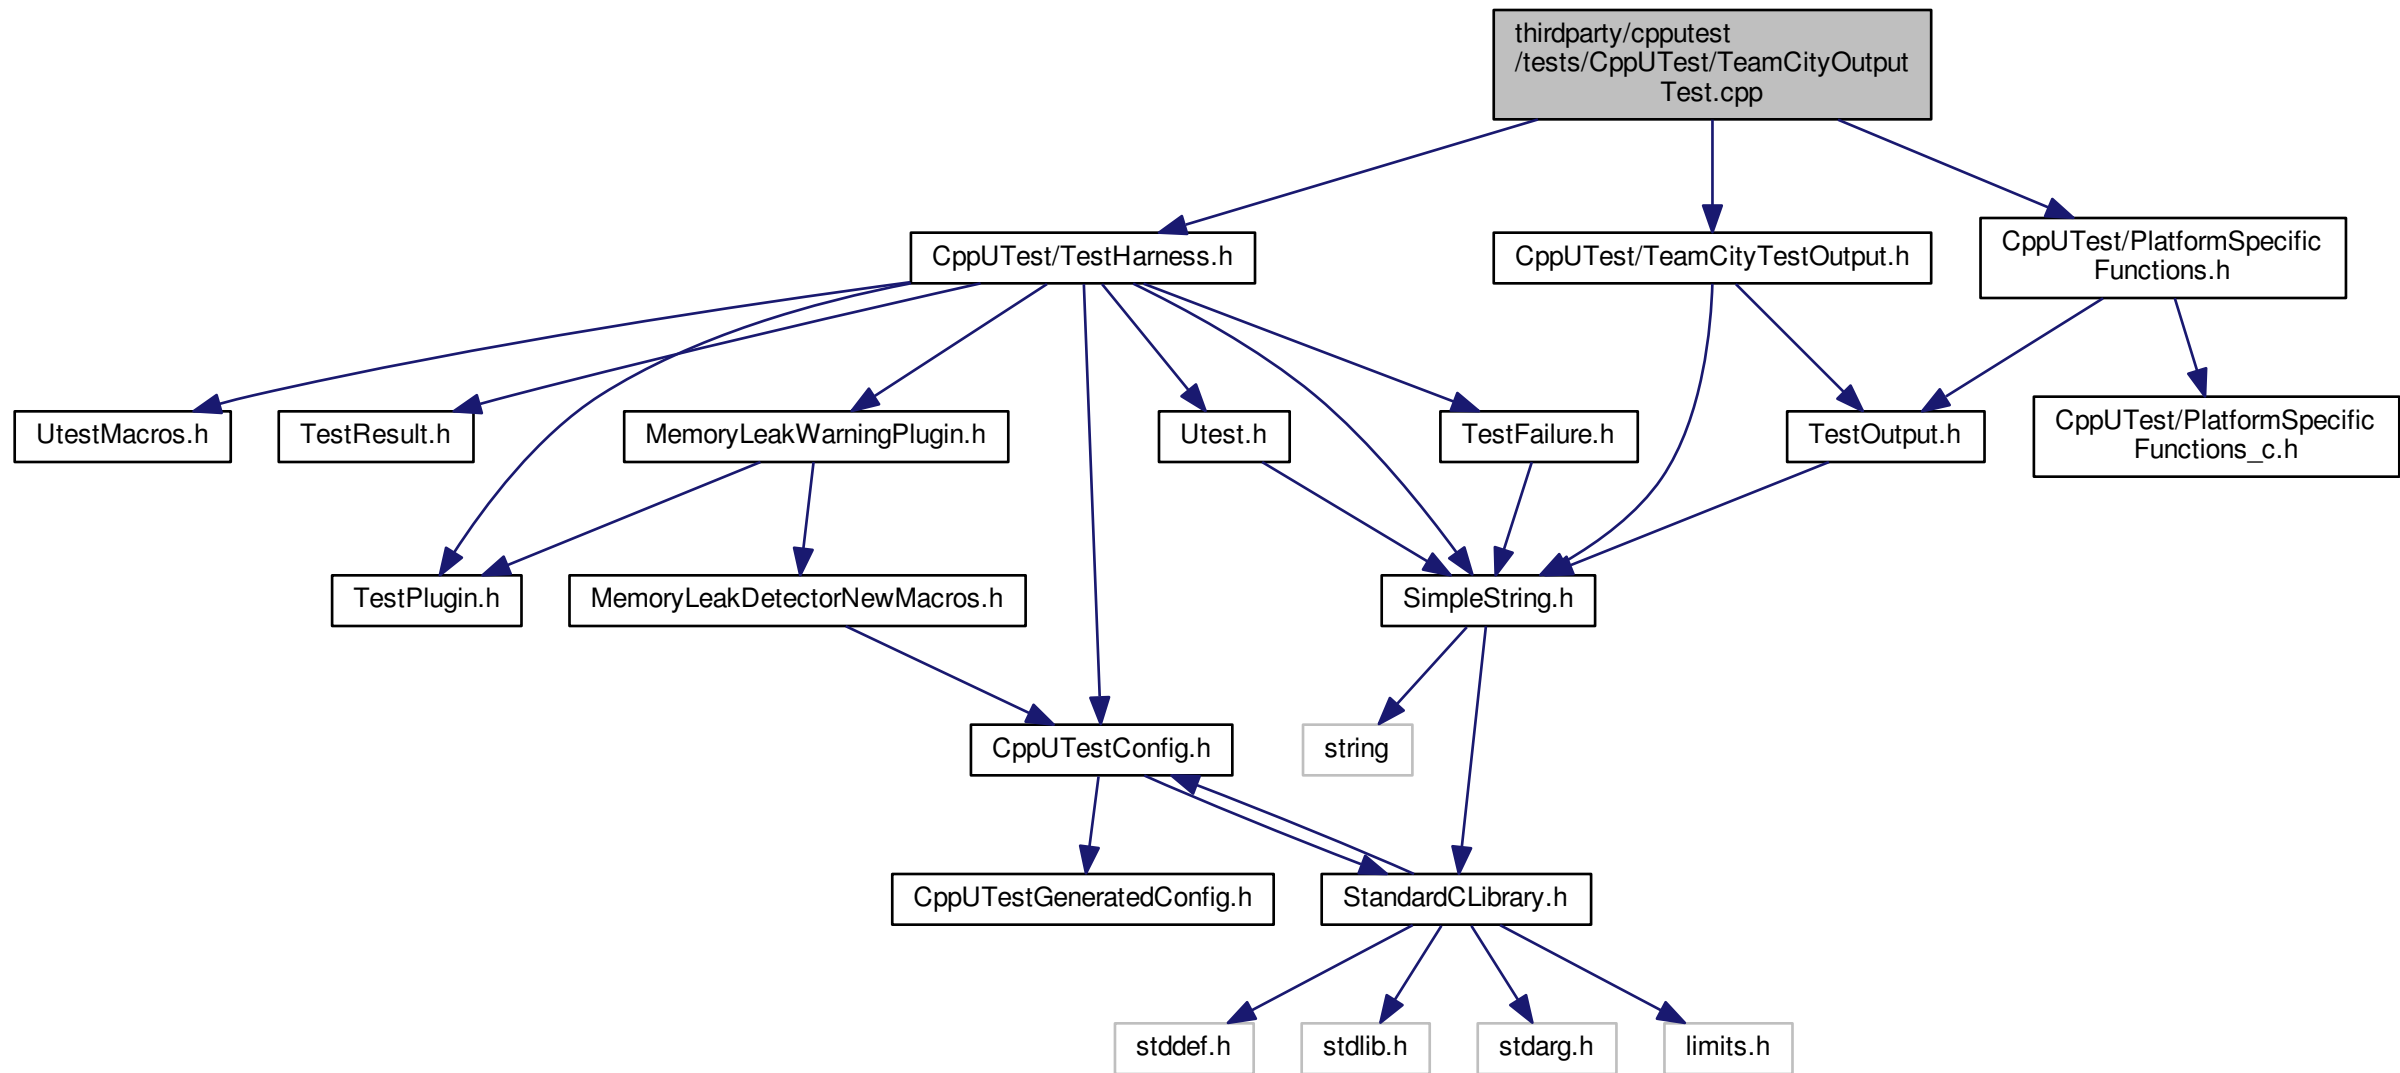 thirdparty/cpputest
/tests/CppUTest/TeamCityOutput
Test.cpp
CppUTest/TestHarness.h
CppUTest/TeamCityTestOutput.h
CppUTest/PlatformSpecific
Functions.h
UtestMacros.h
TestResult.h
MemoryLeakWarningPlugin.h
Utest.h
TestFailure.h
TestOutput.h
CppUTest/PlatformSpecific
Functions_c.h
TestPlugin.h
MemoryLeakDetectorNewMacros.h
SimpleString.h
CppUTestConfig.h
string
CppUTestGeneratedConfig.h
StandardCLibrary.h
stddef.h
stdlib.h
stdarg.h
limits.h